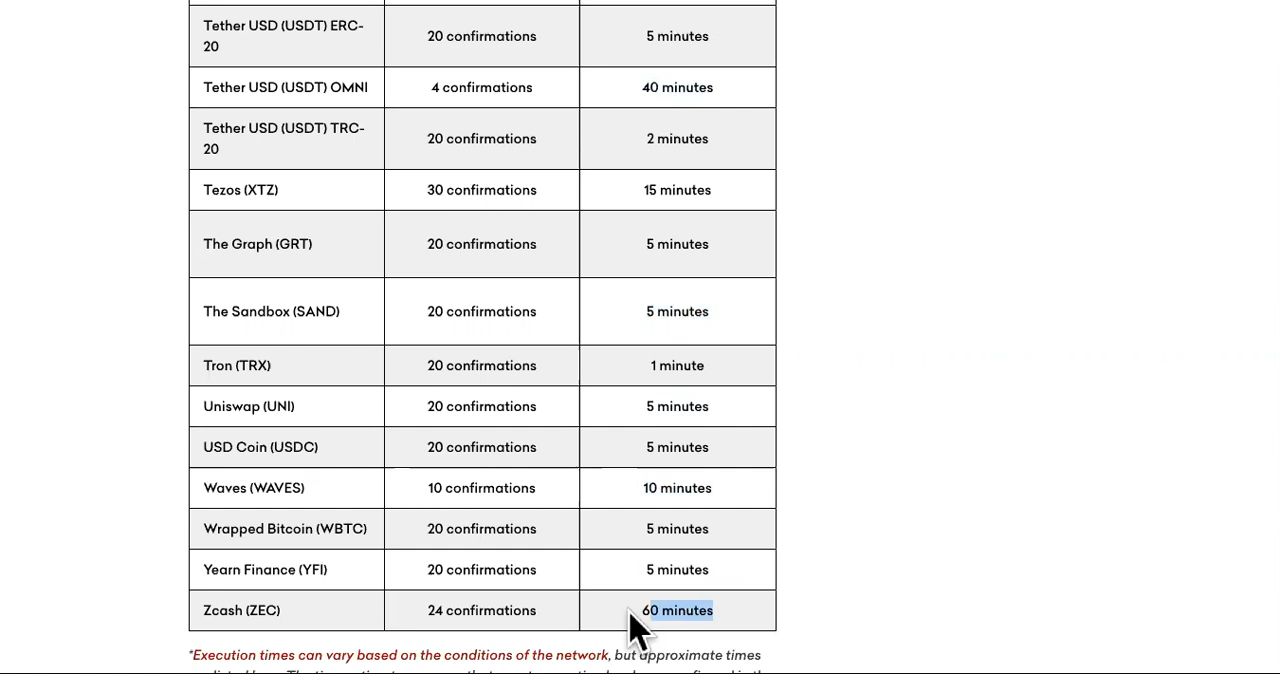 Tether USD (USDT) ERC-
20
20 confirmations
5 minutes
Tether USD (USDT) OMNI
4 confirmations
40 minutes
Tether USD (USDT) TRC-
20
20 confirmations
2 minutes
Tezos (XTZ)
30 confirmations
15 minutes
The Graph (GRT)
20 confirmations
5 minutes
The Sandbox (SAND)
20 confirmations
5 minutes
Tron (TRX)
20 confirmations
1 minute
Uniswap (UNI)
20 confirmations
5 minutes
USD Coin (USDC)
20 confirmations
5 minutes
Waves (WAVES)
10 confirmations
10 minutes
Wrapped Bitcoin (WBTC)
20 confirmations
5 minutes
Yearn Finance (YFI)
20 confirmations
5 minutes
Zcash (ZEC)
24 confirmations
60 minutes
*Execution times can vary based on the conditions of the network, but approximate times